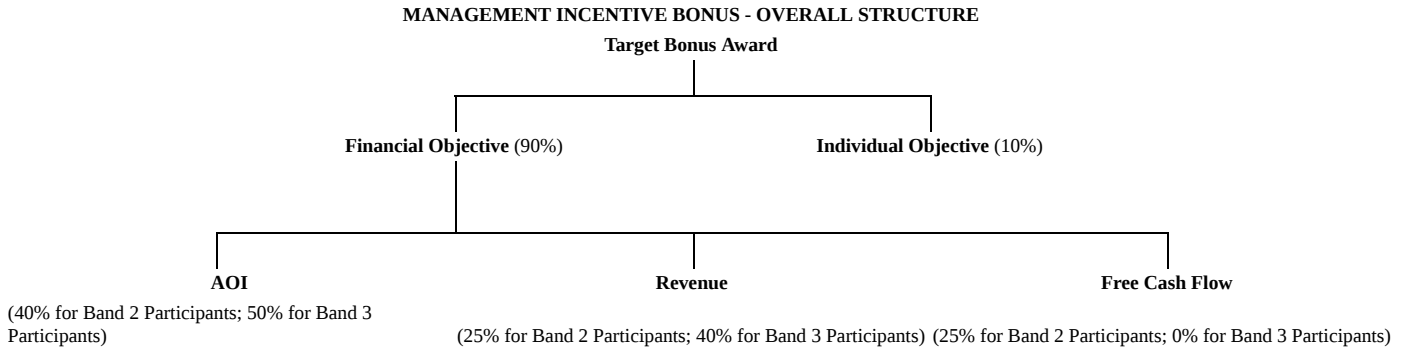 MANAGEMENT INCENTIVE BONUS - OVERALL STRUCTURE
Target Bonus Award
Financial Objective (90%)
Individual Objective (10%)
AOI
Revenue
Free Cash Flow
(40% for Band 2 Participants; 50% for Band 3
Participants)
(25% for Band 2 Participants; 40% for Band 3 Participants)
(25% for Band 2 Participants; 0% for Band 3 Participants)